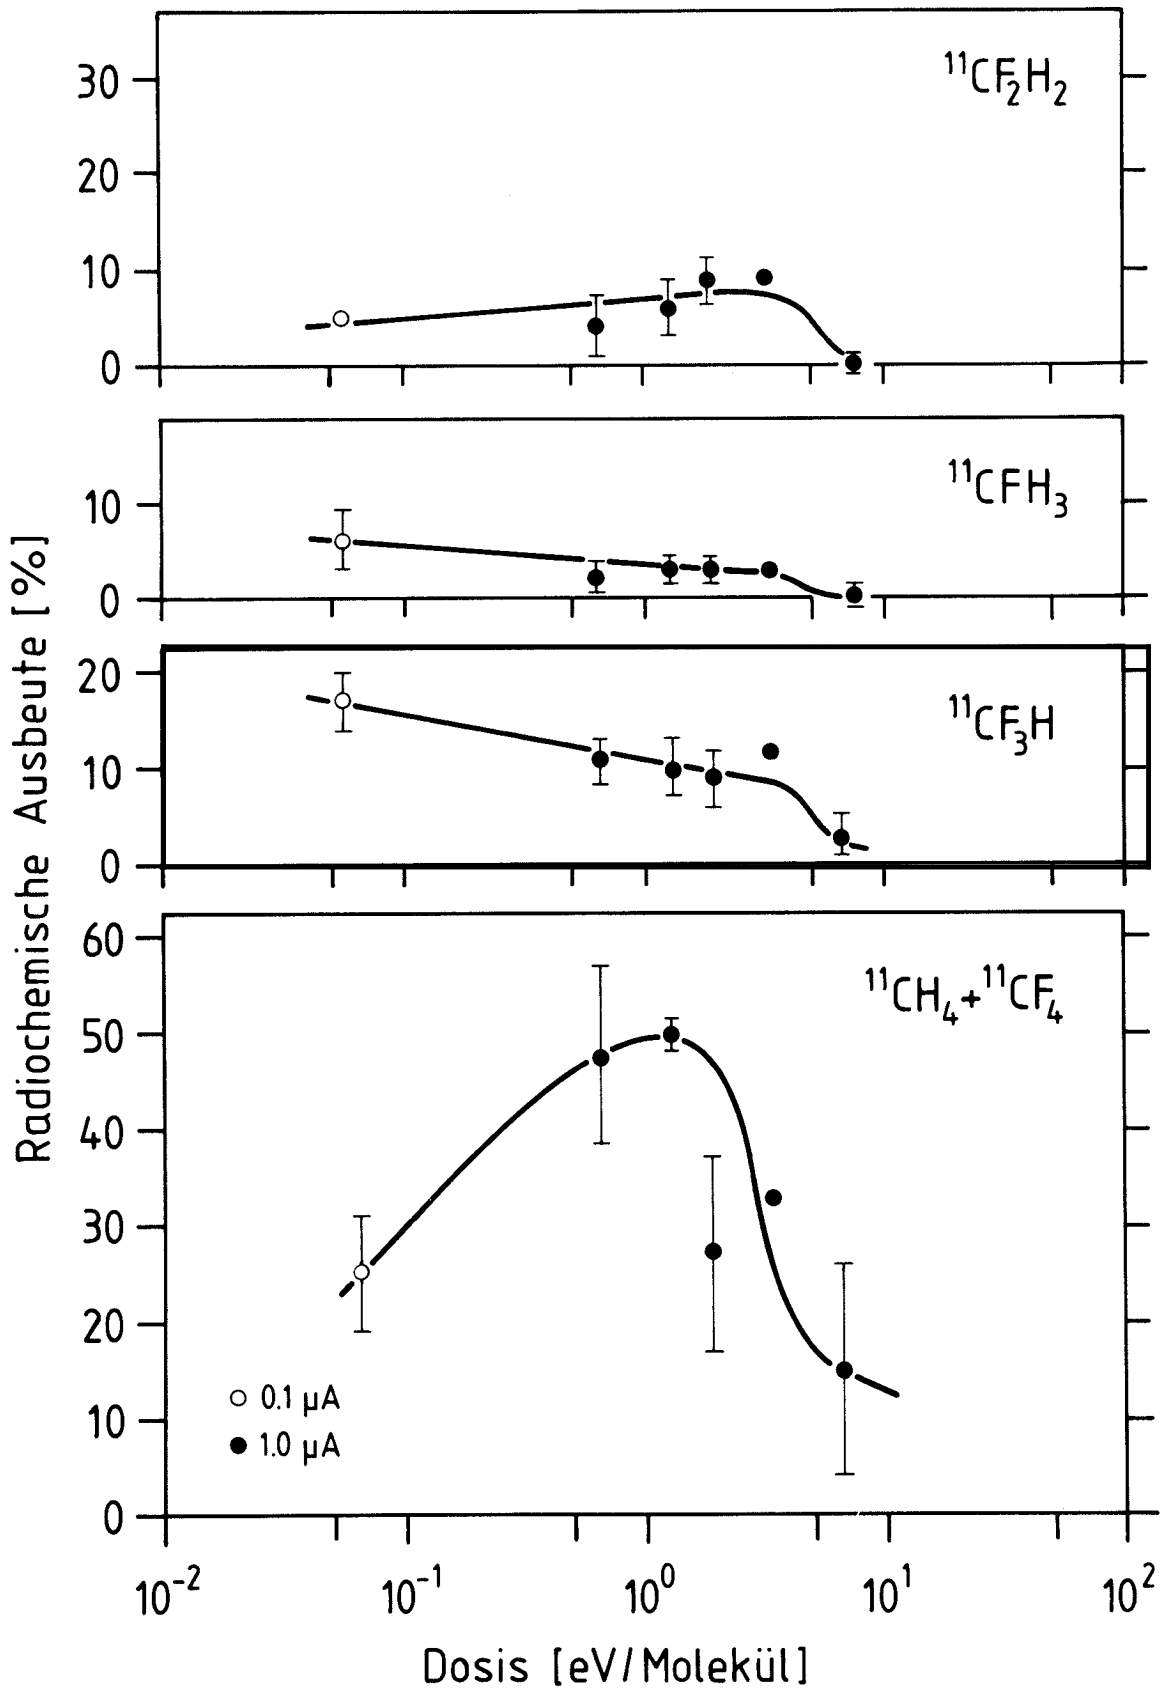 Radiochemische Ausbeute [%]
¹¹CF₂H₂
30
20
10
0
¹¹CFH₃
10
0
¹¹CF₃H
20
10
0
¹¹CH₄+¹¹CF₄
60
50
40
30
20
10
0
○ 0.1 µA
● 1.0 µA
10⁻² 10⁻¹ 10⁰ 10¹ 10²
Dosis [eV/Molekül]